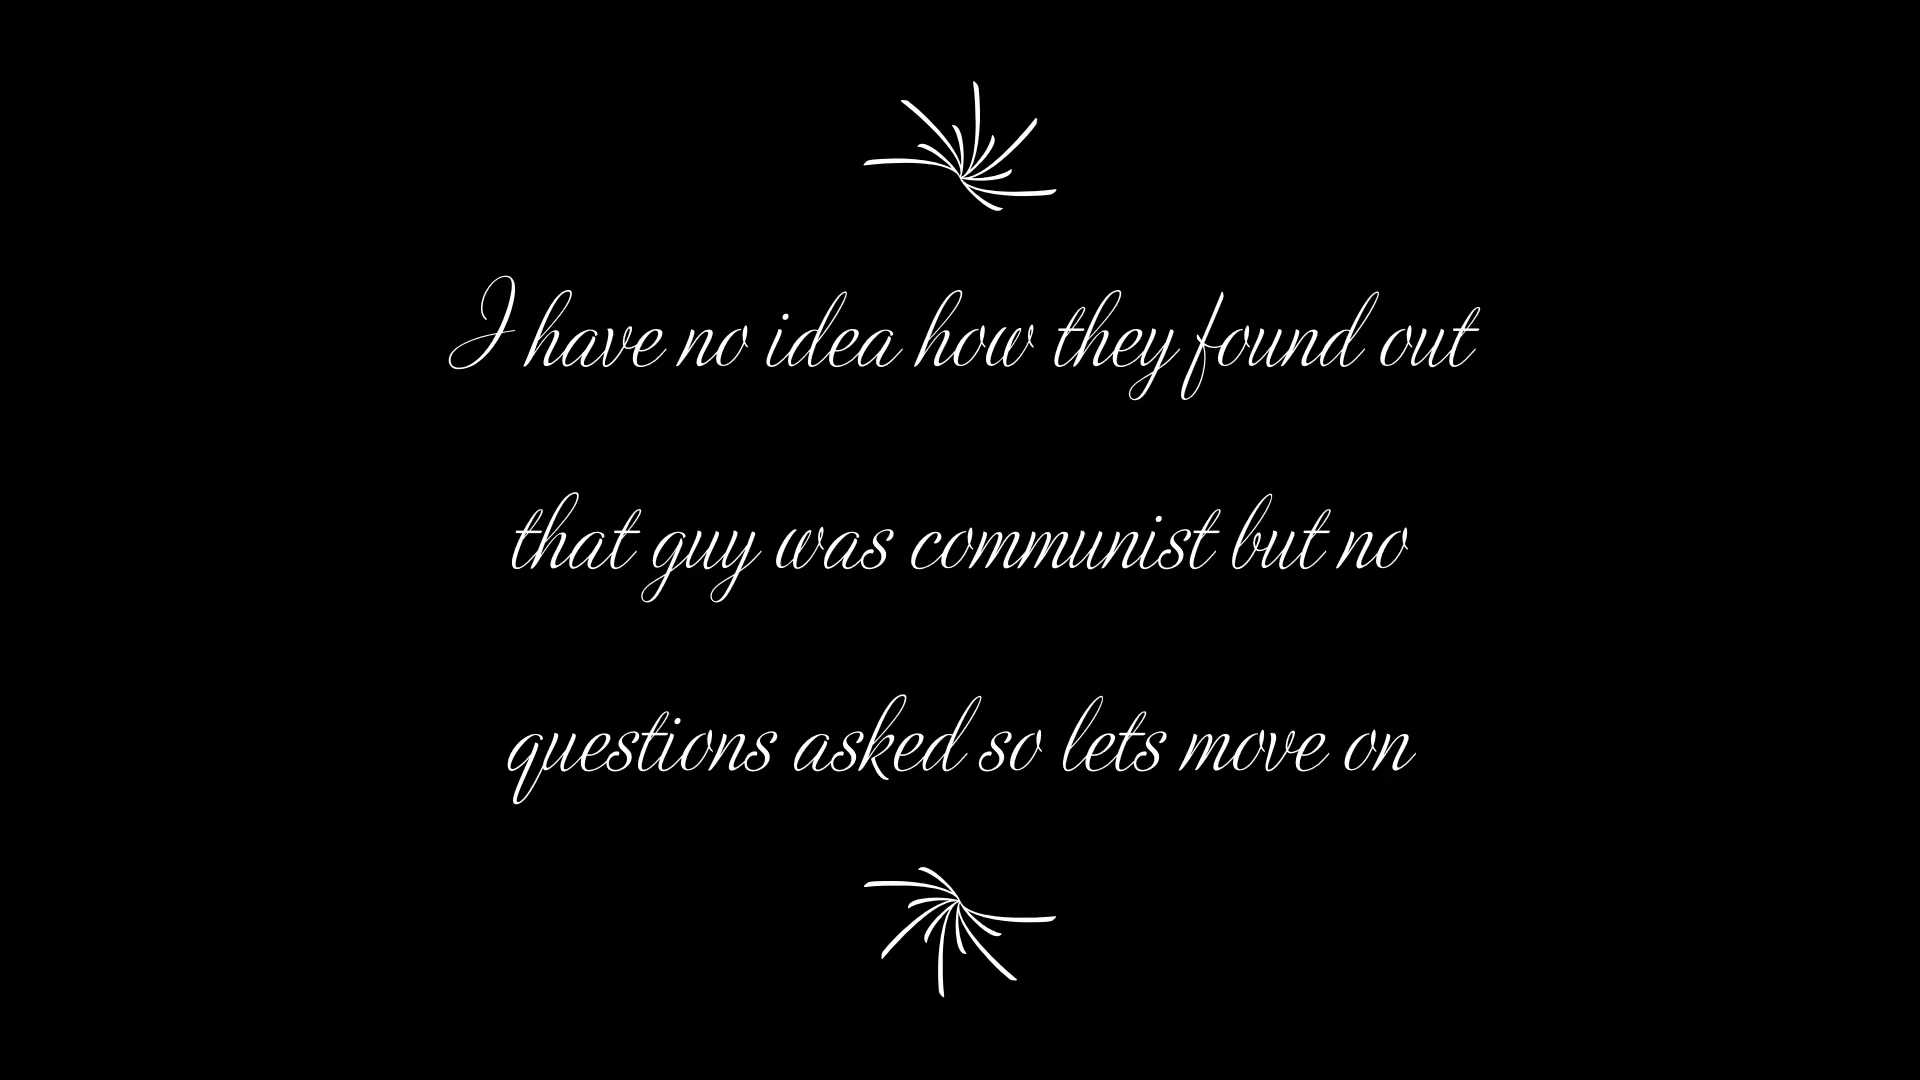 I have no idea how they found out
that guy was communist but no
questions asked so lets move on